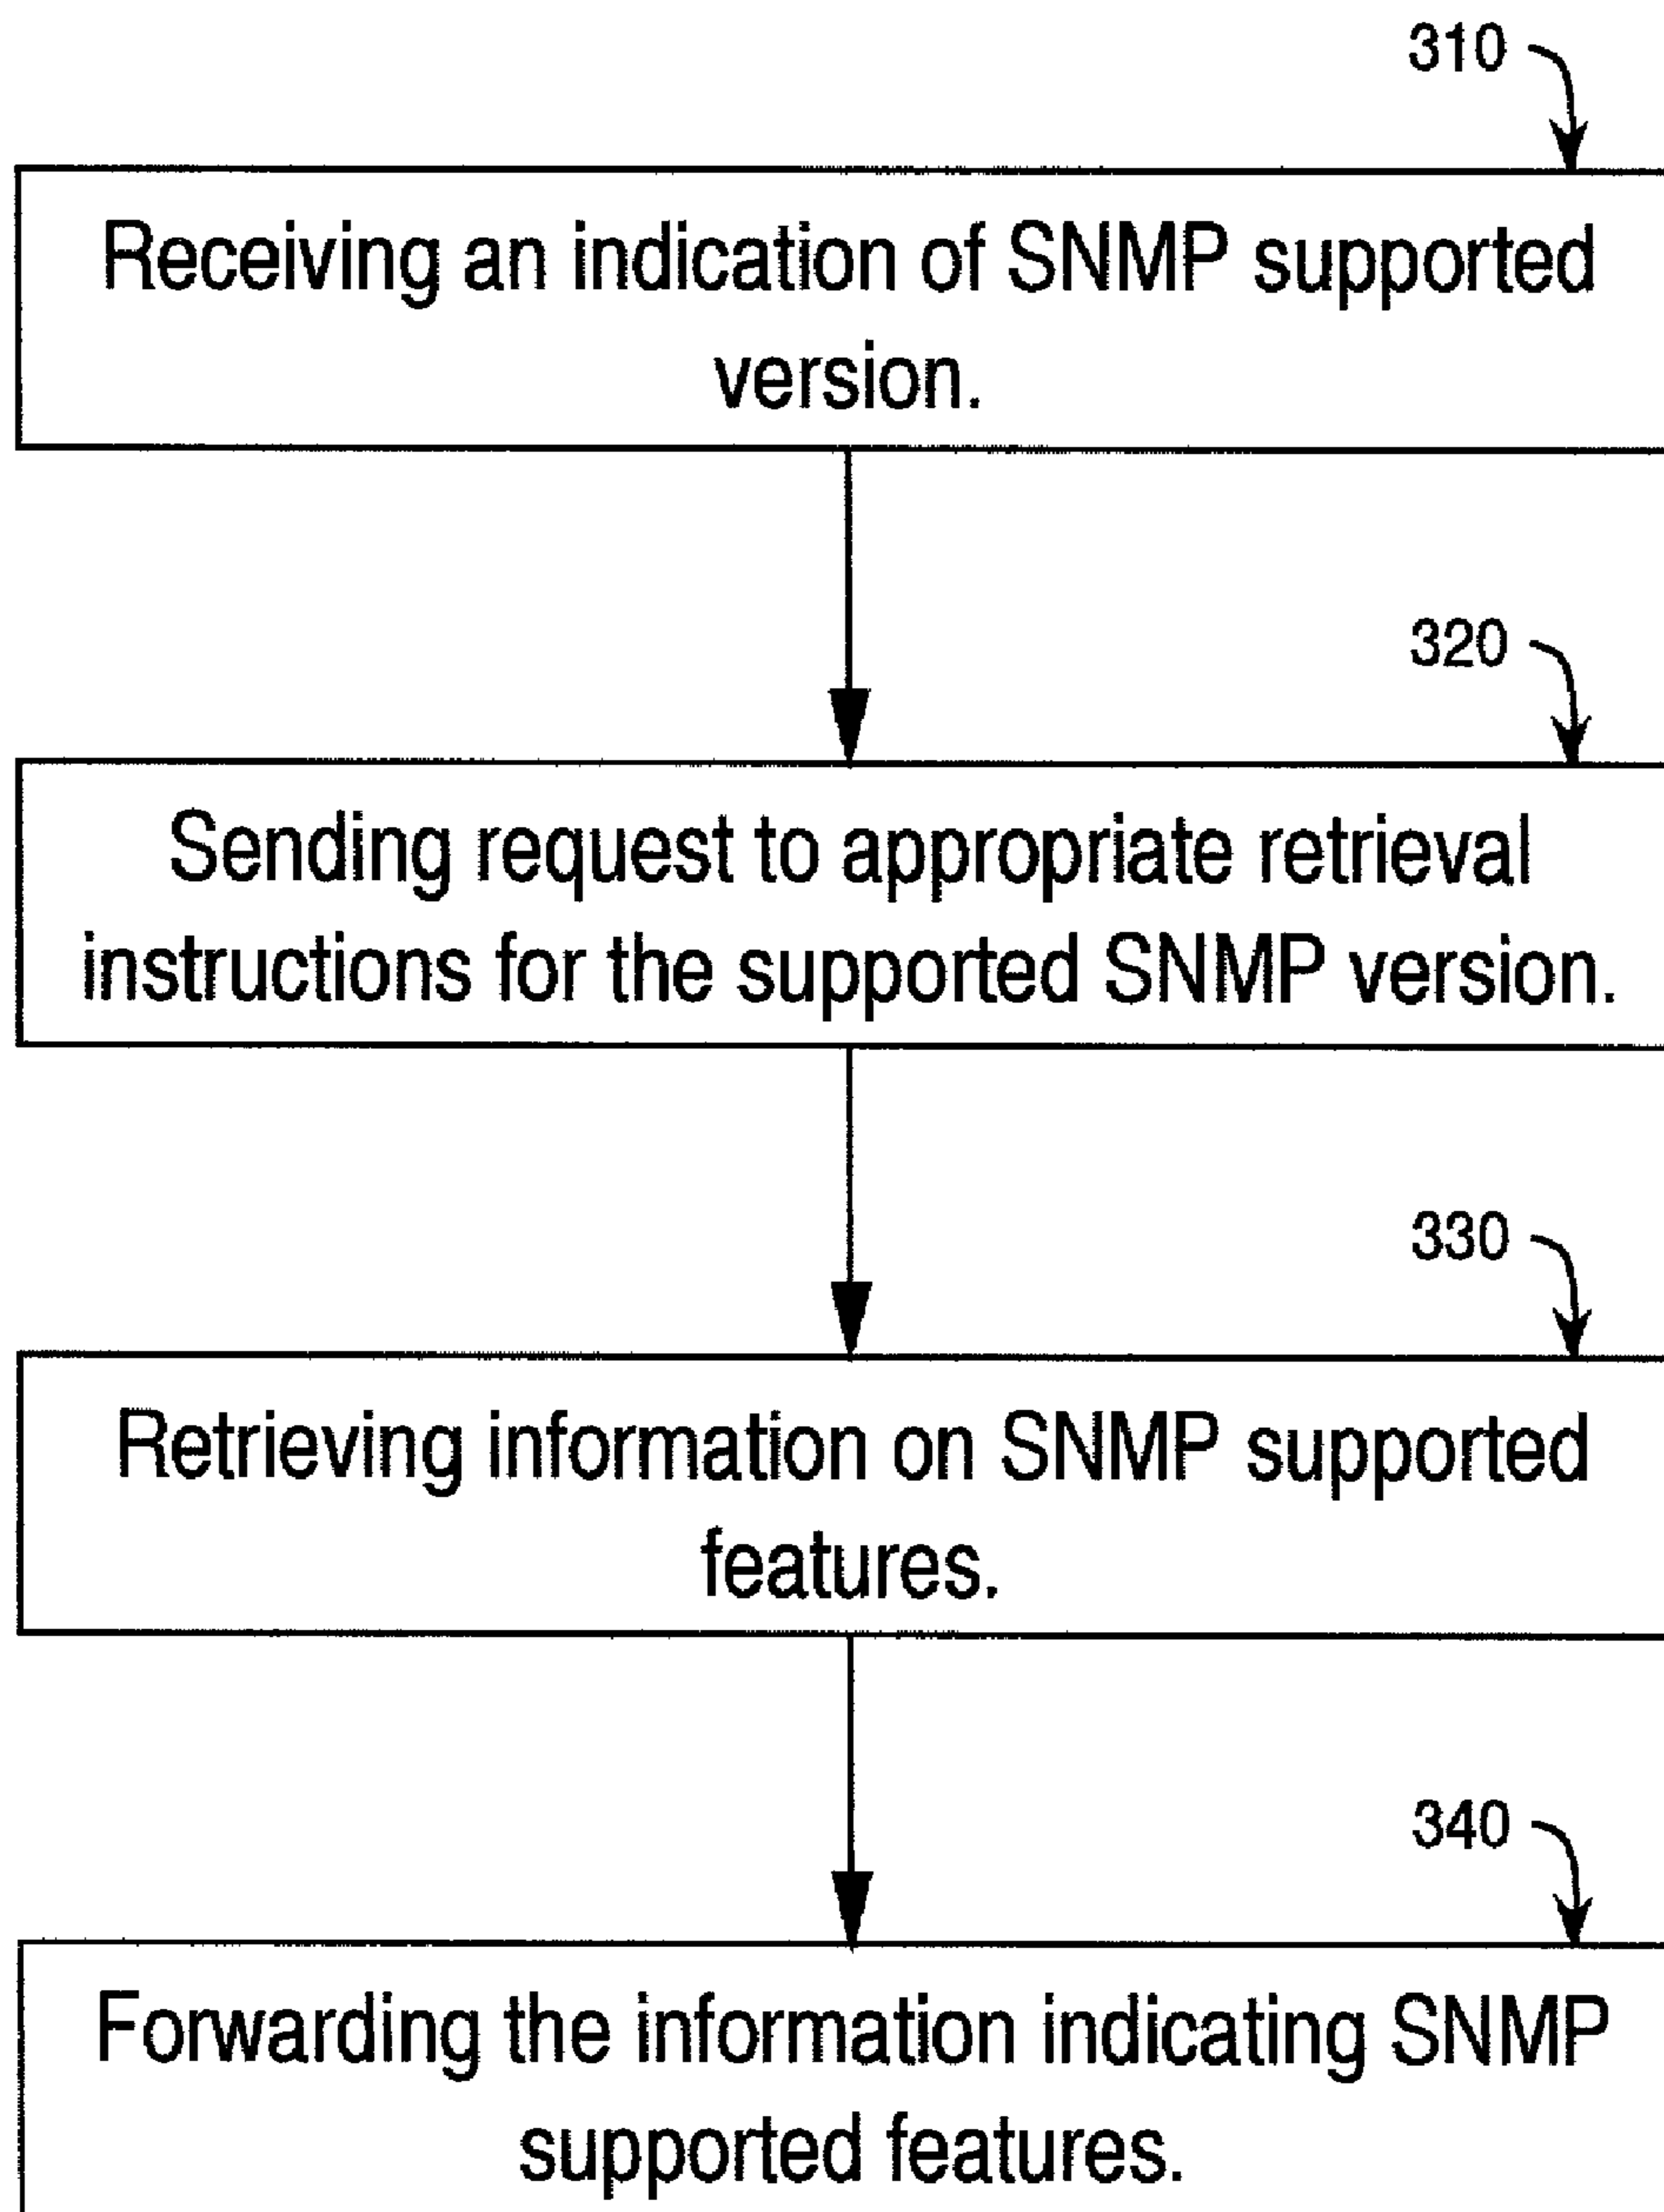 310
Receiving an indication of SNMP supported
version.
320
Sending request to appropriate retrieval
instructions for the supported SNMP version.
330
Retrieving information on SNMP supported
features.
340
Forwarding the information indicating SNMP
supported features.